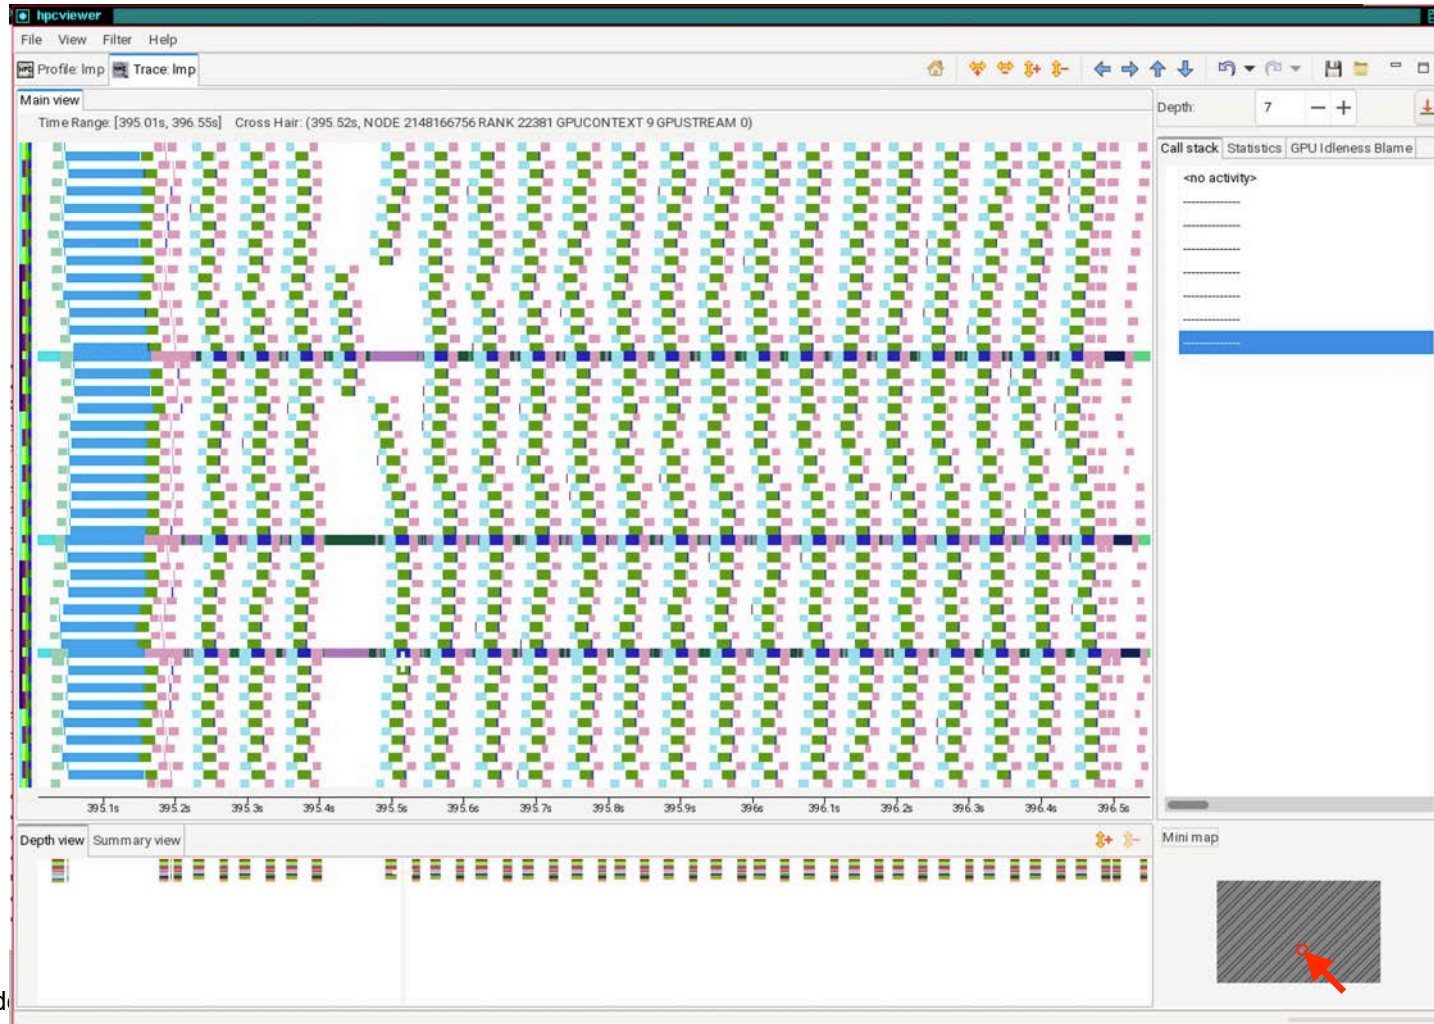 hpcviewer
File View Filter Help
Profile: lmp Trace: lmp
Main view
Time Range: [395.01s, 396.55s] Cross Hair: (395.52s, NODE 2148166756 RANK 22381 GPUCONTEXT 9 GPUSTREAM 0)
Depth: 7
Call stack Statistics GPU Idleness Blame
<no activity>
-------------
-------------
-------------
-------------
-------------
-------------
-------------
395.1s 395.2s 395.3s 395.4s 395.5s 395.6s 395.7s 395.8s 395.9s 396s 396.1s 396.2s 396.3s 396.4s 396.5s
Depth view Summary view
Mini map